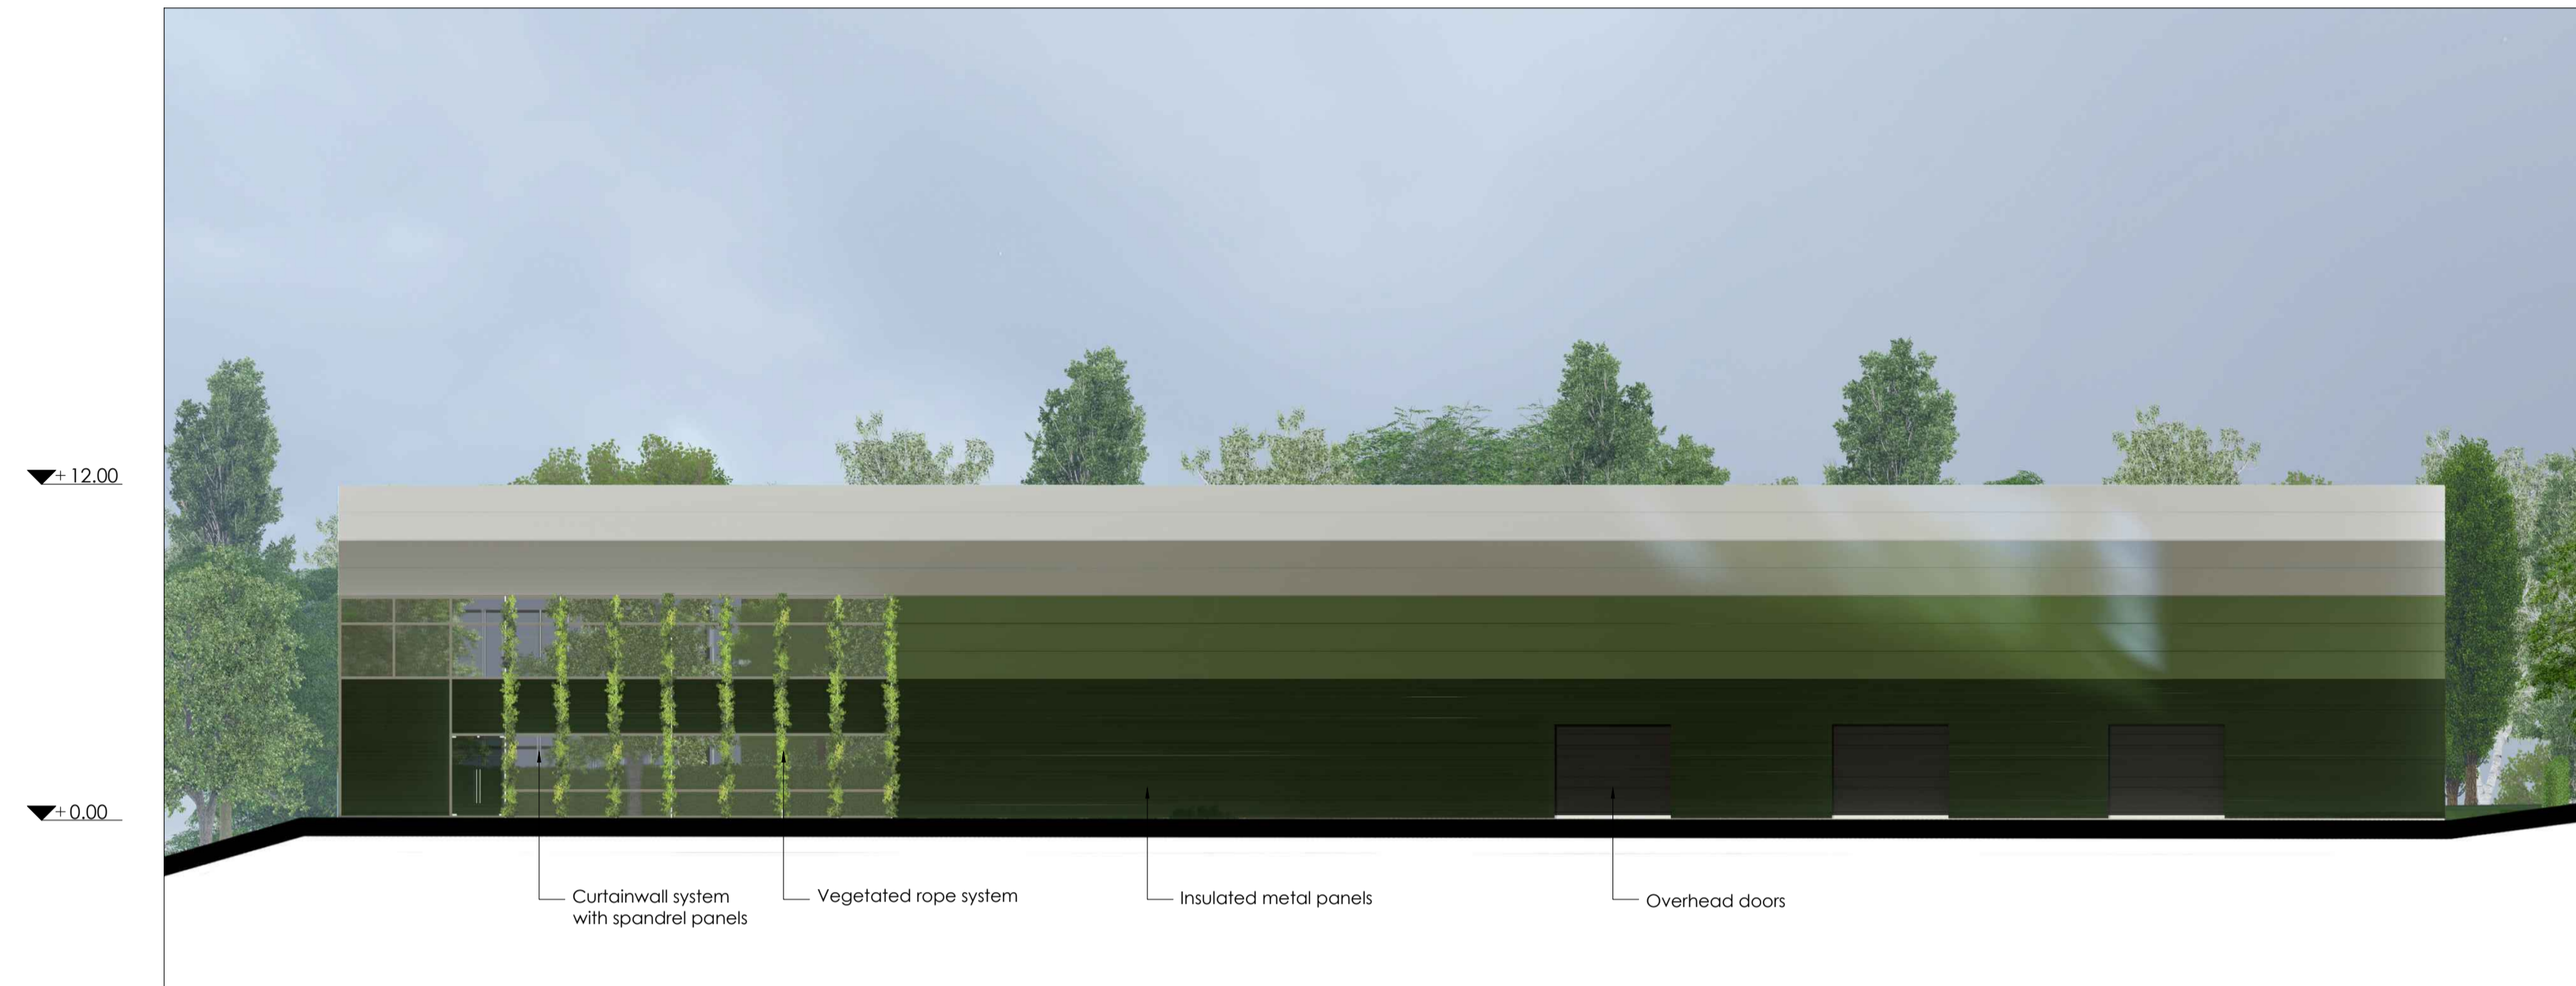 + 12.00
+ 0.00
Curtainwall system
with spandrel panels
Vegetated rope system
Insulated metal panels
Overhead doors